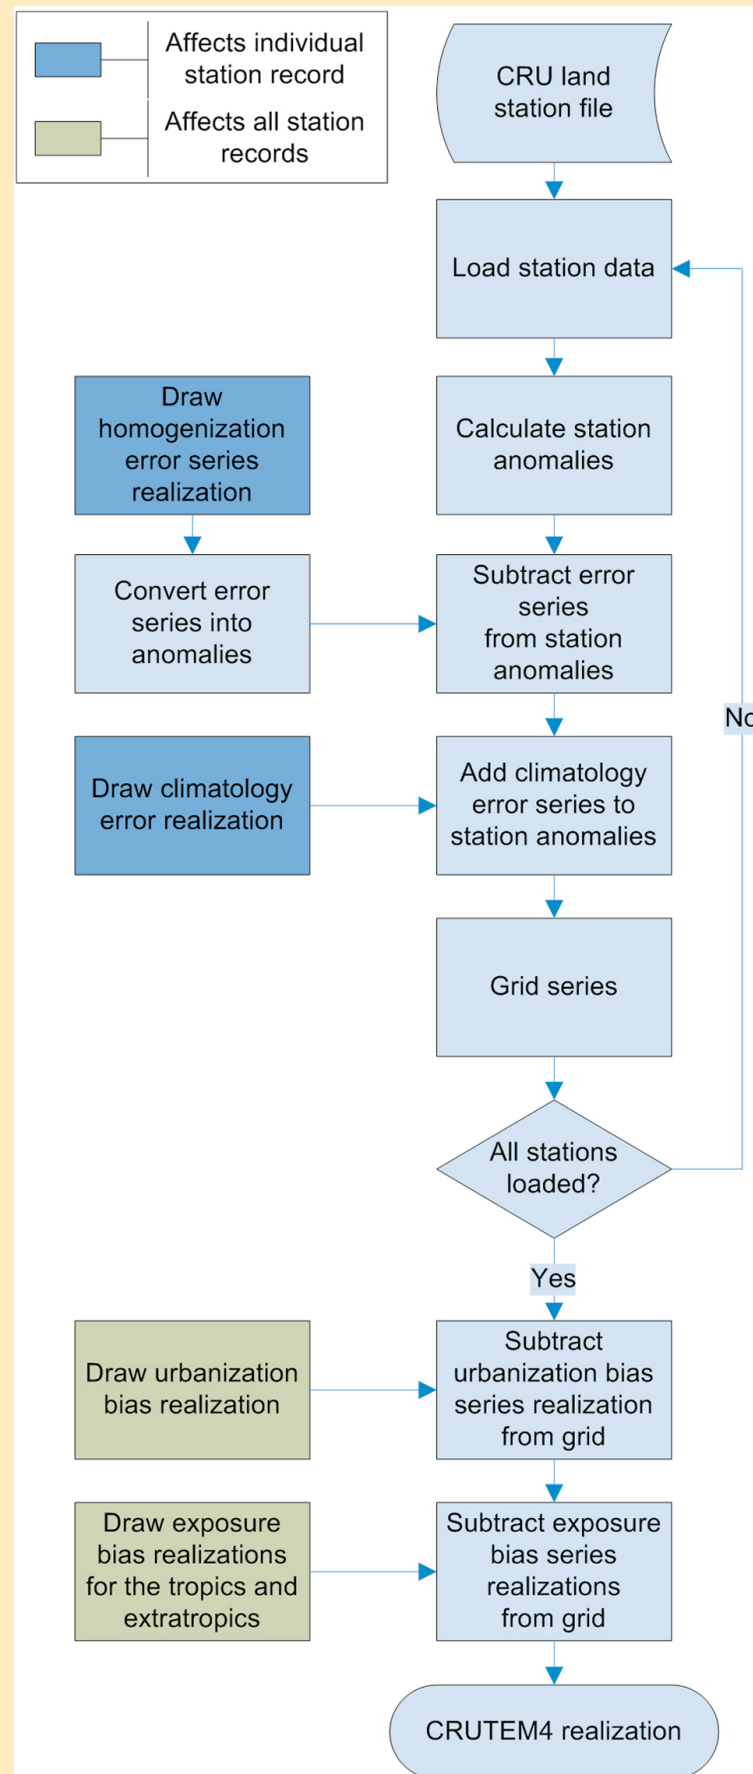 Affects individual
station record
Affects all station
records
CRU land
station file
Load station data
Draw
homogenization
error series
realization
Calculate station
anomalies
Convert error
series into
anomalies
Subtract error
series
from station
anomalies
No
Draw climatology
error realization
Add climatology
error series to
station anomalies
Grid series
All stations
loaded?
Yes
Draw urbanization
bias realization
Subtract
urbanization bias
series realization
from grid
Draw exposure
bias realizations
for the tropics and
extratropics
Subtract exposure
bias series
realizations
from grid
CRUTEM4 realization